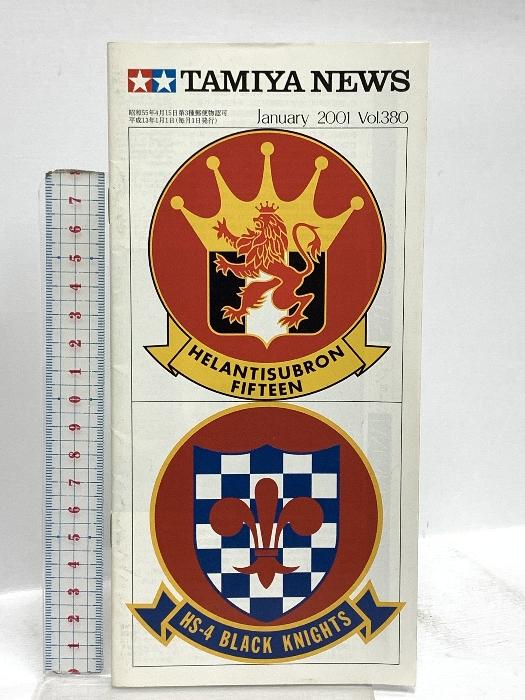 TAMIYA NEWS
昭和55年4月15日第3種郵便物認可
平成13年1月1日(毎月1日発行)
January 2001 Vol.380
HELANTISUBRON
FIFTEEN
HS-4 BLACK KNIGHTS